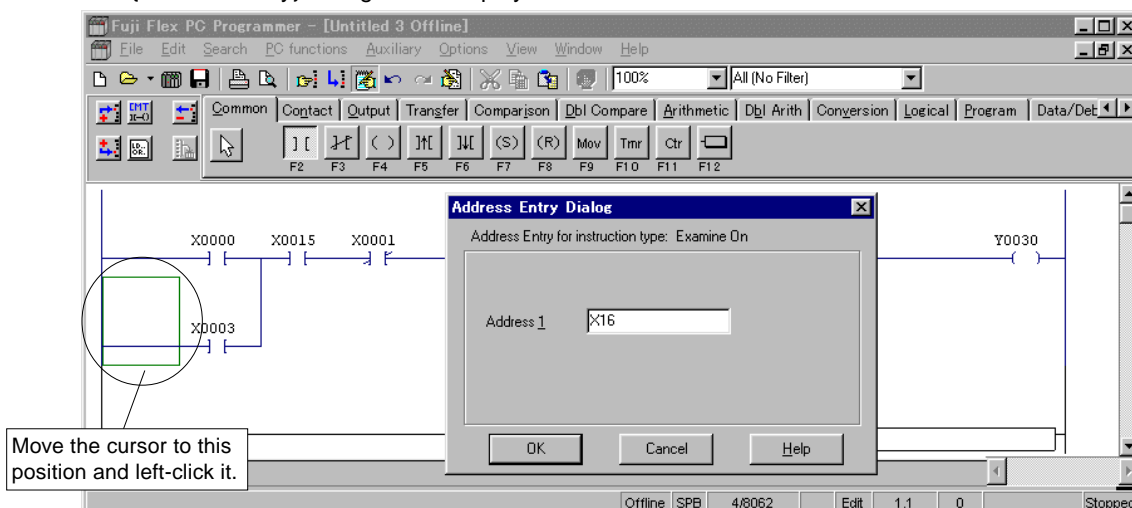 Fuji Flex PC Programmer - [Untitled 3 Offline]
File Edit Search PC functions Auxiliary Options View Window Help
100% All (No Filter)
CMT
Common Contact Output Transfer Comparison Dbl Compare Arithmetic Dbl Arith Conversion Logical Program Data/Det
(S) (R) Mov Tmr Ctr
F2 F3 F4 F5 F6 F7 F8 F9 F10 F11 F12
Address Entry Dialog
Address Entry for instruction type: Examine On
X0000 X0015 X0001 Y0030
Address 1 X16
X0003
Move the cursor to this
position and left-click it.
OK Cancel Help
Offline SPB 4/8062 Edit 1.1 0 Stopped